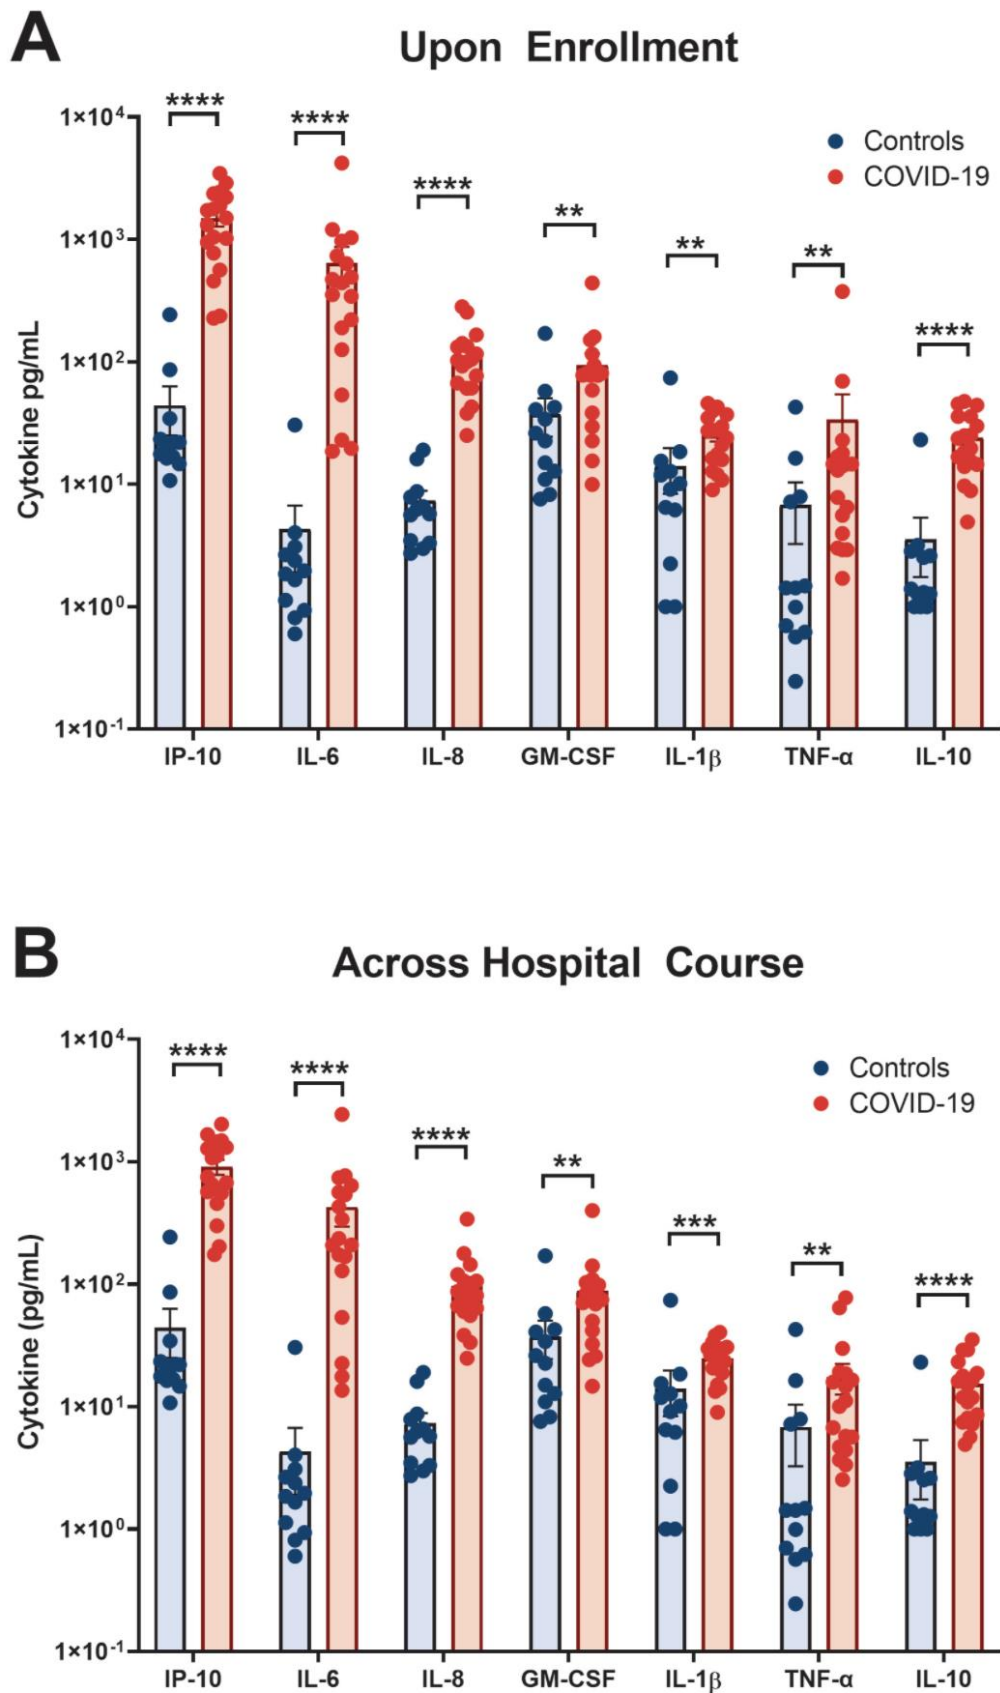 A
Upon Enrollment
Cytokine pg/mL
1×10⁴
1×10³
1×10²
1×10¹
1×10⁰
1×10⁻¹
**** **** **** ** ** ** ****
Controls
COVID-19
IP-10 IL-6 IL-8 GM-CSF IL-1β TNF-α IL-10
B
Across Hospital Course
Cytokine (pg/mL)
1×10⁴
1×10³
1×10²
1×10¹
1×10⁰
1×10⁻¹
**** **** **** ** *** ** ****
Controls
COVID-19
IP-10 IL-6 IL-8 GM-CSF IL-1β TNF-α IL-10